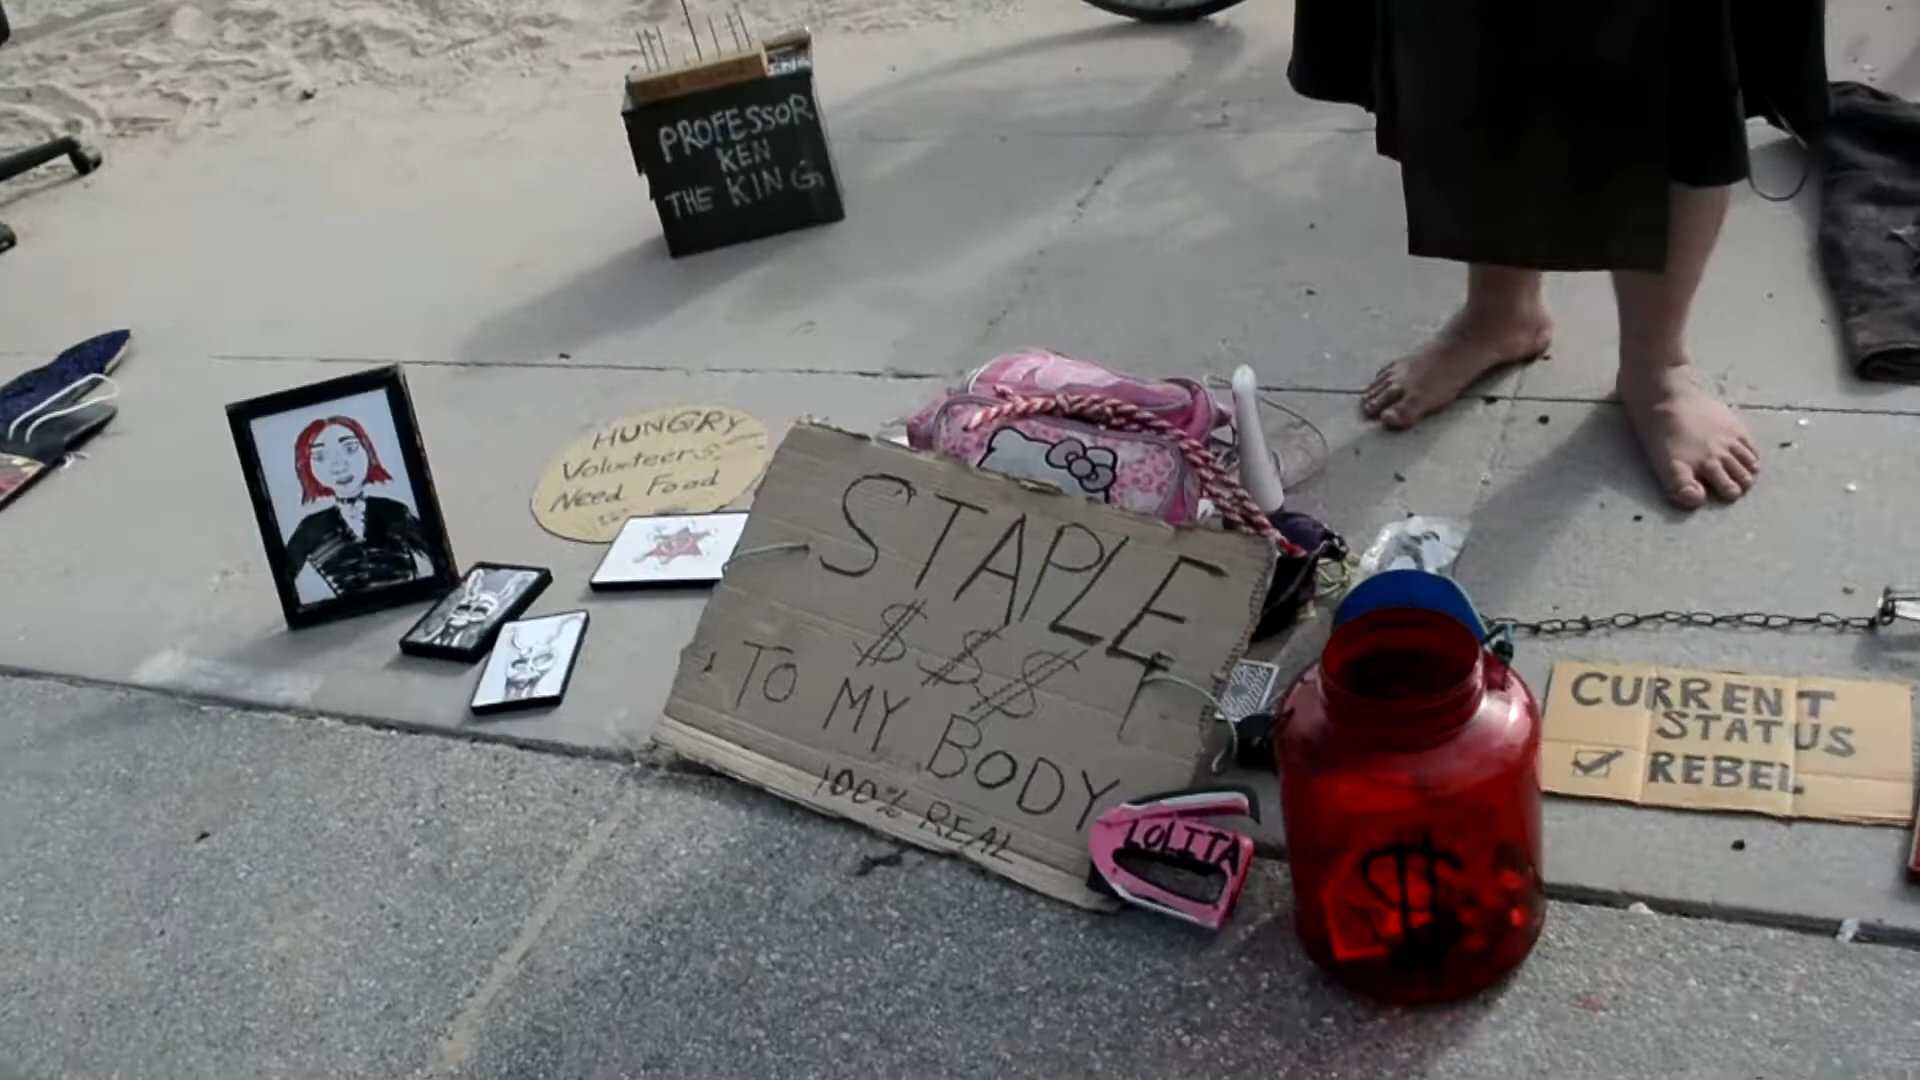 PROFESSOR
KEN
THE KING
HUNGRY
Volunteers
Need Food
STAPLE
$ $ $
TO MY BODY
100% REAL
LOLITA
$
CURRENT
STATUS
REBEL